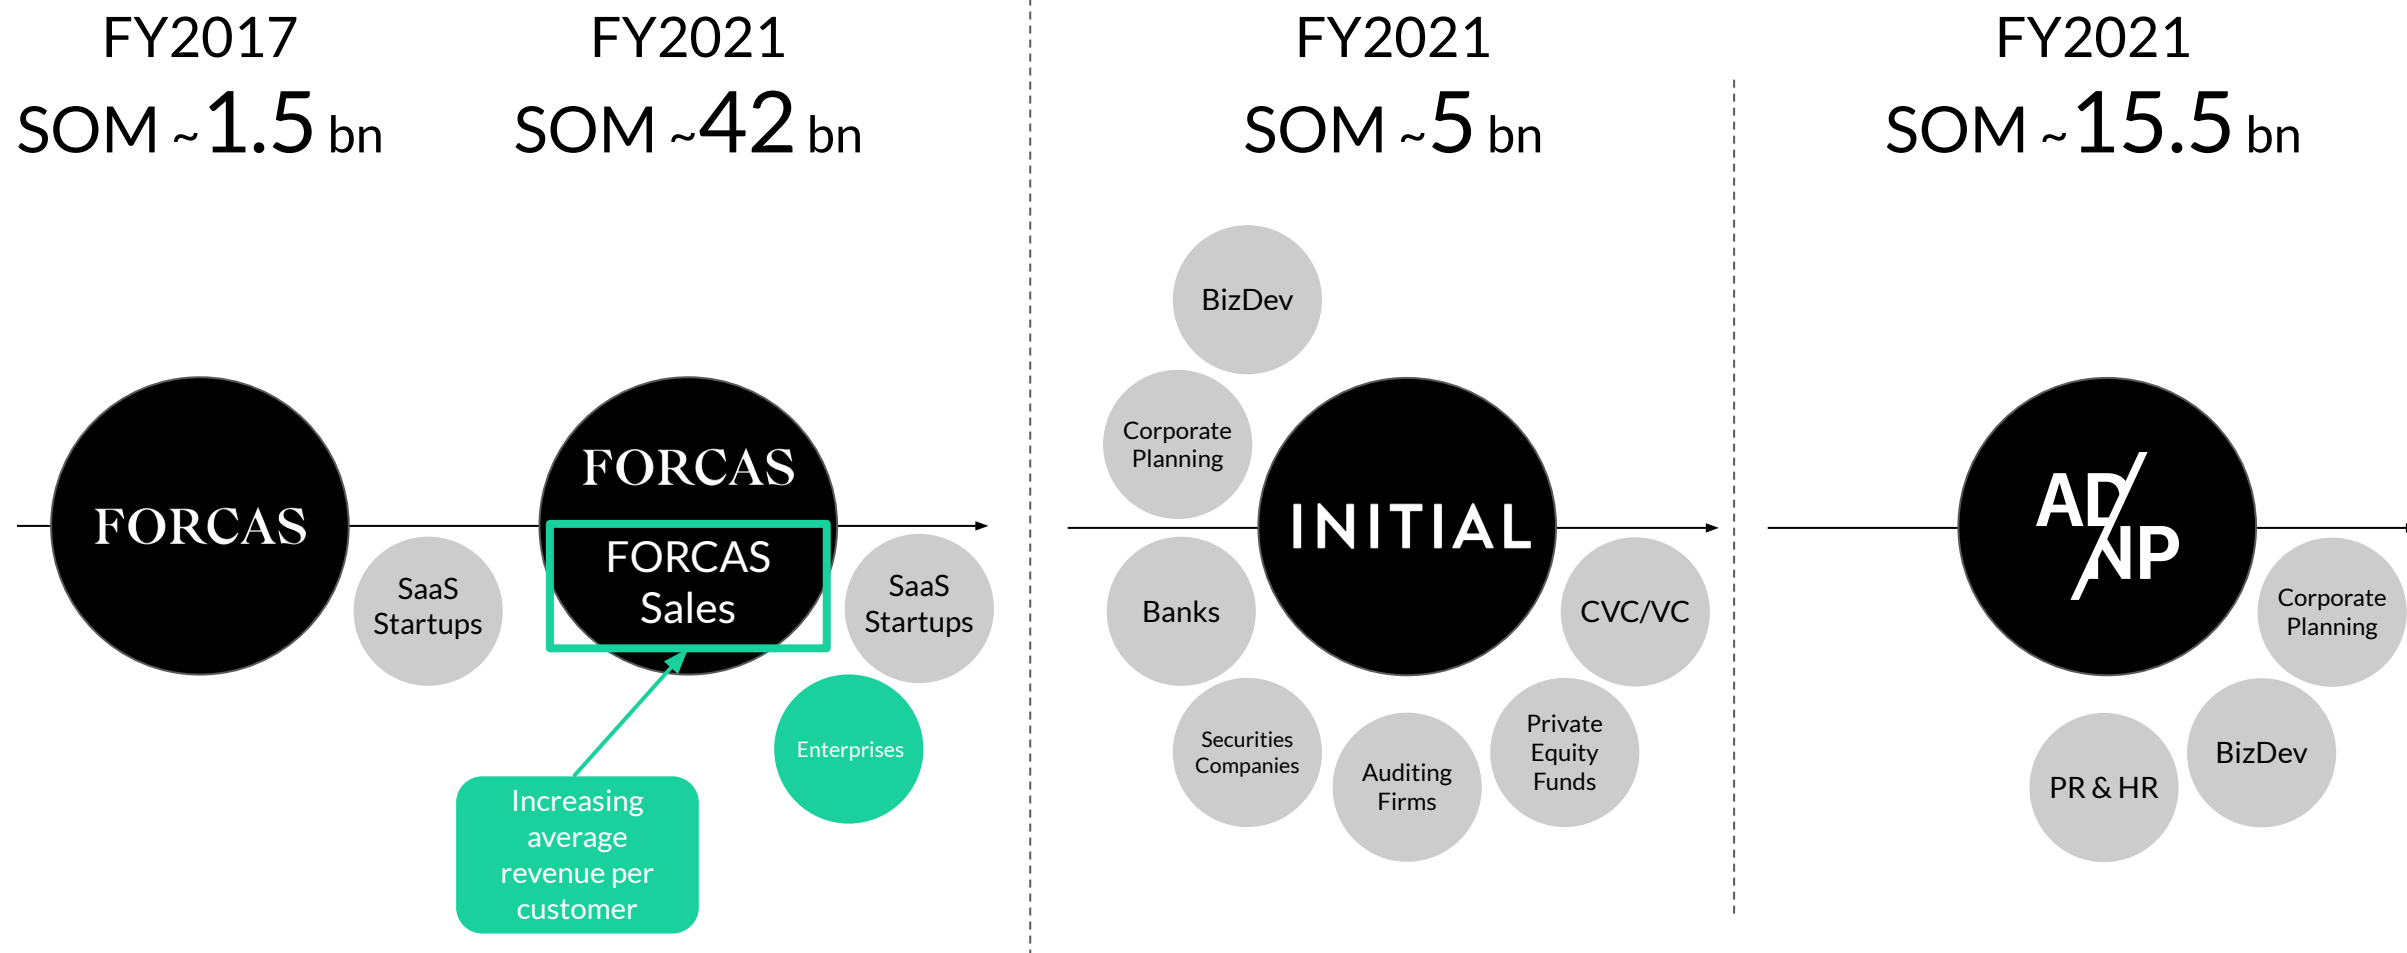 FY2017
SOM ~1.5 bn
FORCAS
SaaS
Startups
FY2021
SOM ~42 bn
FORCAS
FORCAS
Sales
SaaS
Startups
Enterprises
Increasing
average
revenue per
customer
FY2021
SOM ~5 bn
BizDev
Corporate
Planning
INITIAL
Banks
CVC/VC
Securities
Companies
Auditing
Firms
Private
Equity
Funds
FY2021
SOM ~15.5 bn
AD
NP
Corporate
Planning
BizDev
PR & HR